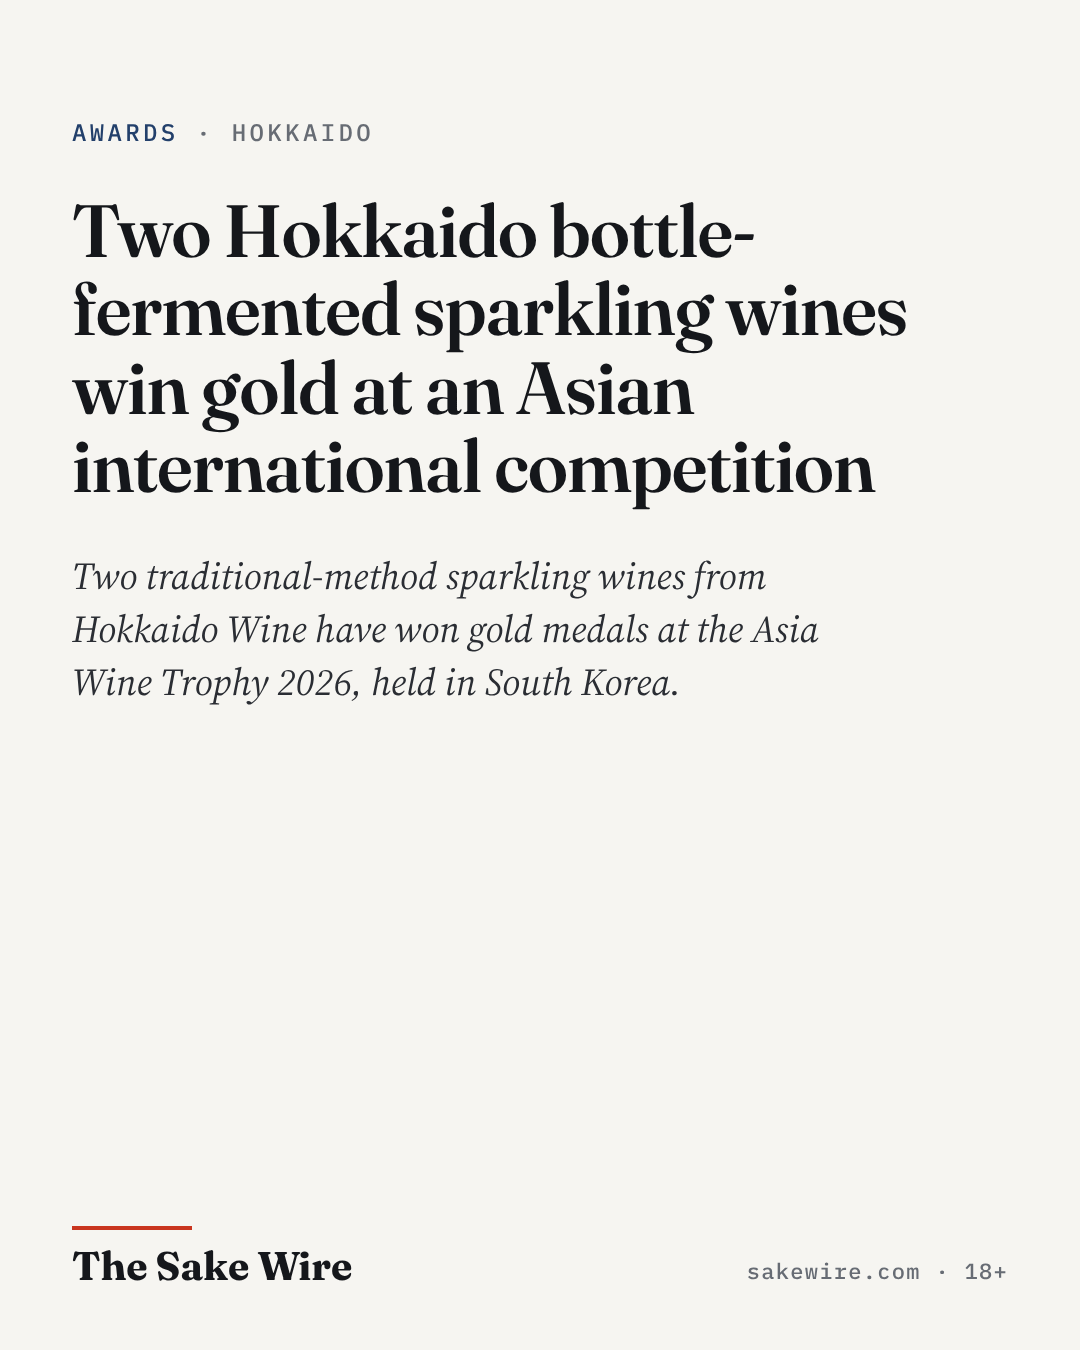 AWARDS · HOKKAIDO
Two Hokkaido bottle-
fermented sparkling wines
win gold at an Asian
international competition
Two traditional-method sparkling wines from
Hokkaido Wine have won gold medals at the Asia
Wine Trophy 2026, held in South Korea.
The Sake Wire
sakewire.com · 18+